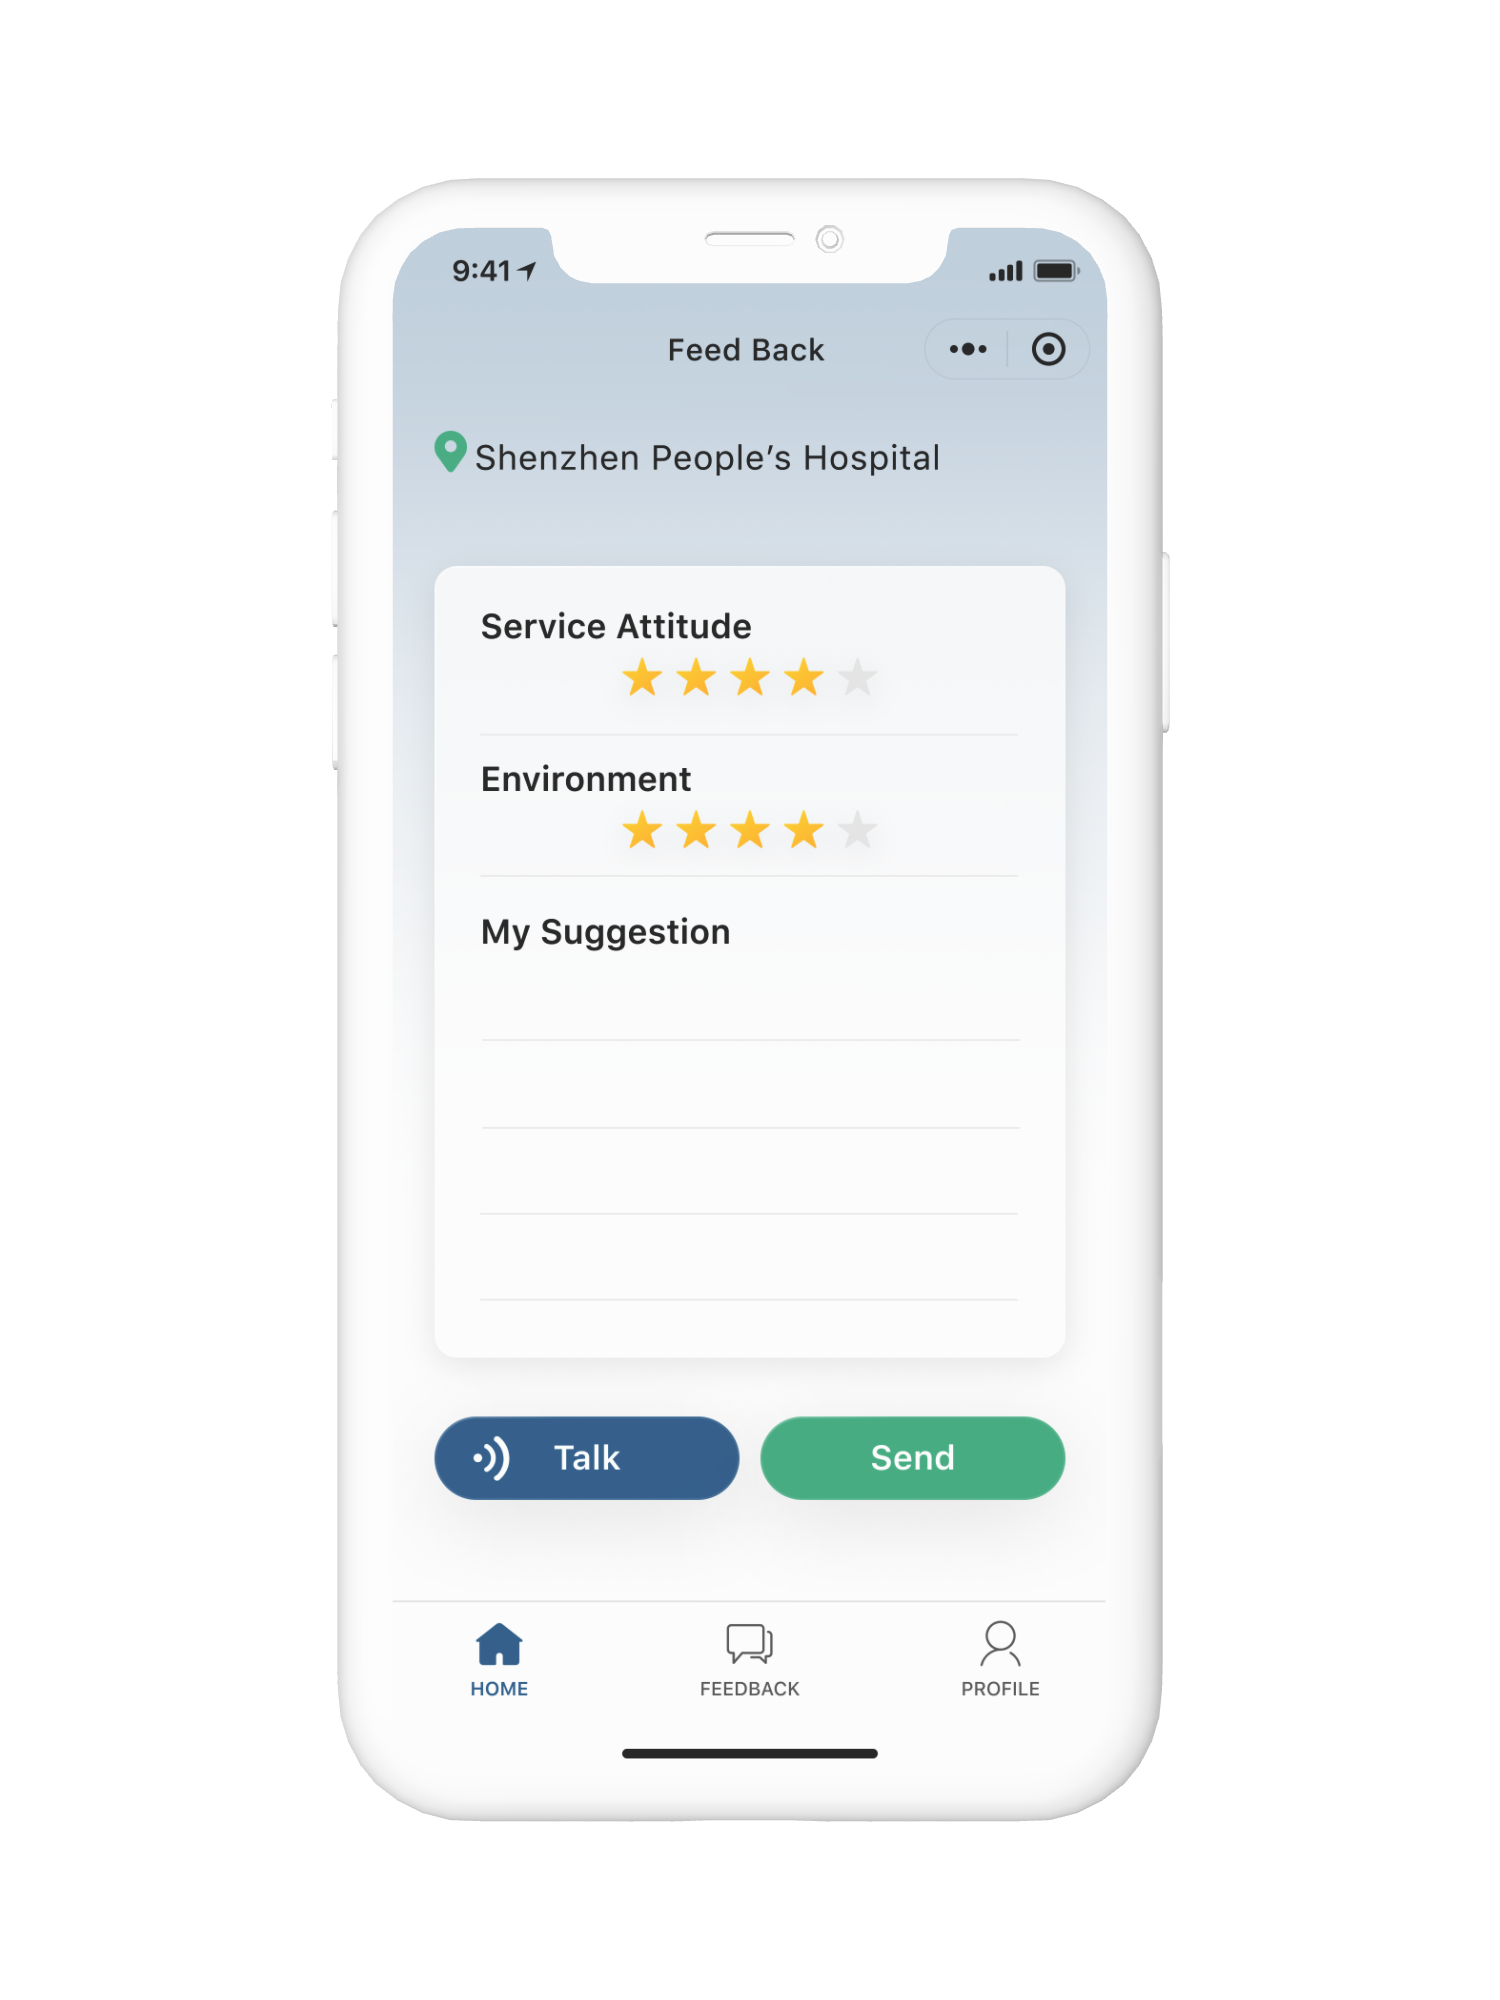 9:41
Feed Back
Shenzhen People’s Hospital
Service Attitude
Environment
My Suggestion
Talk
Send
HOME
FEEDBACK
PROFILE